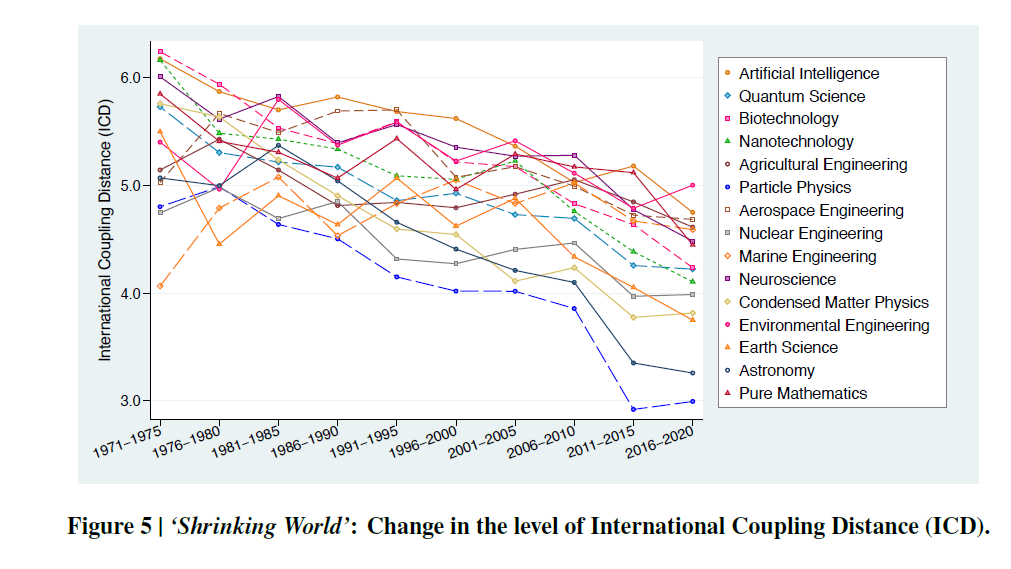 International Coupling Distance (ICD)
6.0
5.0
4.0
3.0
1971–1975
1976–1980
1981–1985
1986–1990
1991–1995
1996–2000
2001–2005
2006–2010
2011–2015
2016–2020
Artificial Intelligence
Quantum Science
Biotechnology
Nanotechnology
Agricultural Engineering
Particle Physics
Aerospace Engineering
Nuclear Engineering
Marine Engineering
Neuroscience
Condensed Matter Physics
Environmental Engineering
Earth Science
Astronomy
Pure Mathematics
Figure 5 | ‘Shrinking World’: Change in the level of International Coupling Distance (ICD).